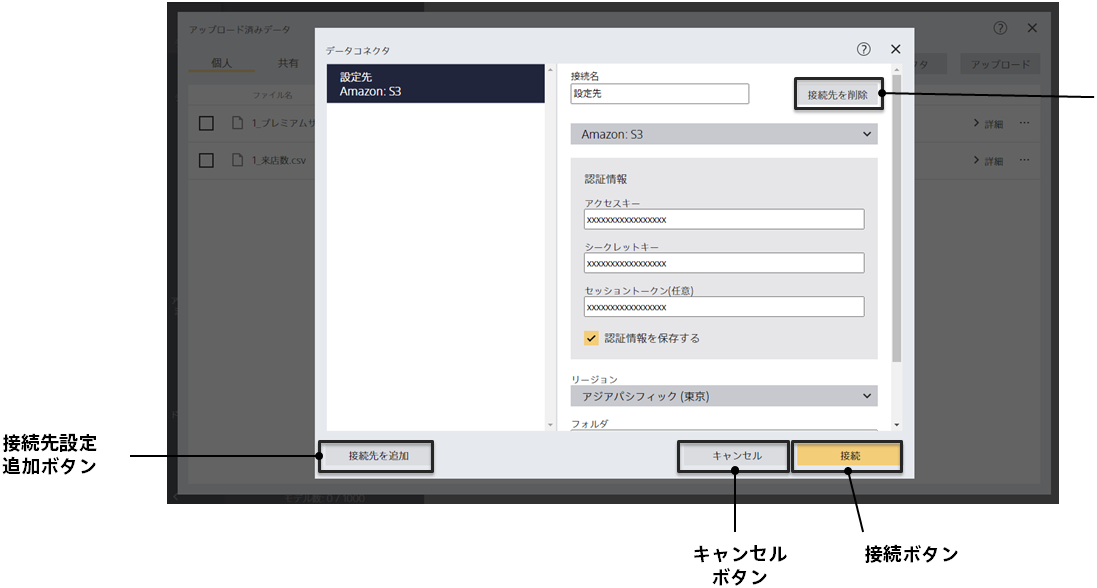 アップロード済みデータ
個人
共有
アップロード
ファイル名
1_プレミアムサ
詳細
1_来店数.csv
詳細
データコネクタ
設定先
Amazon: S3
接続名
設定先
接続先を削除
Amazon: S3
認証情報
アクセスキー
xxxxxxxxxxxxxxxx
シークレットキー
xxxxxxxxxxxxxxxx
セッショントークン(任意)
xxxxxxxxxxxxxxxx
認証情報を保存する
リージョン
アジアパシフィック (東京)
フォルダ
接続先を追加
キャンセル
接続
モデル数: 0 / 1000
接続先設定
追加ボタン
キャンセル
ボタン
接続ボタン